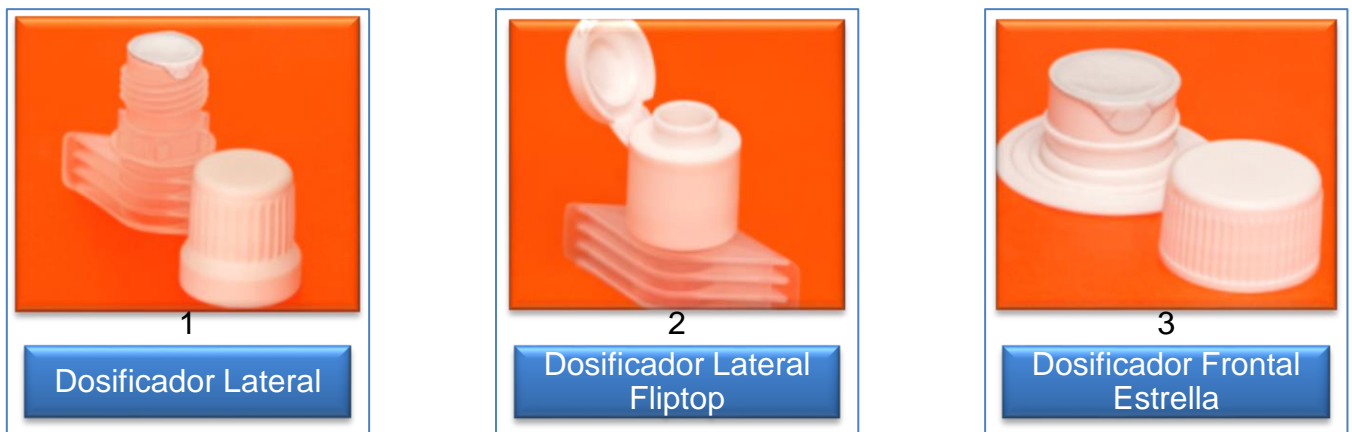 1
Dosificador Lateral
2
Dosificador Lateral
Fliptop
3
Dosificador Frontal
Estrella